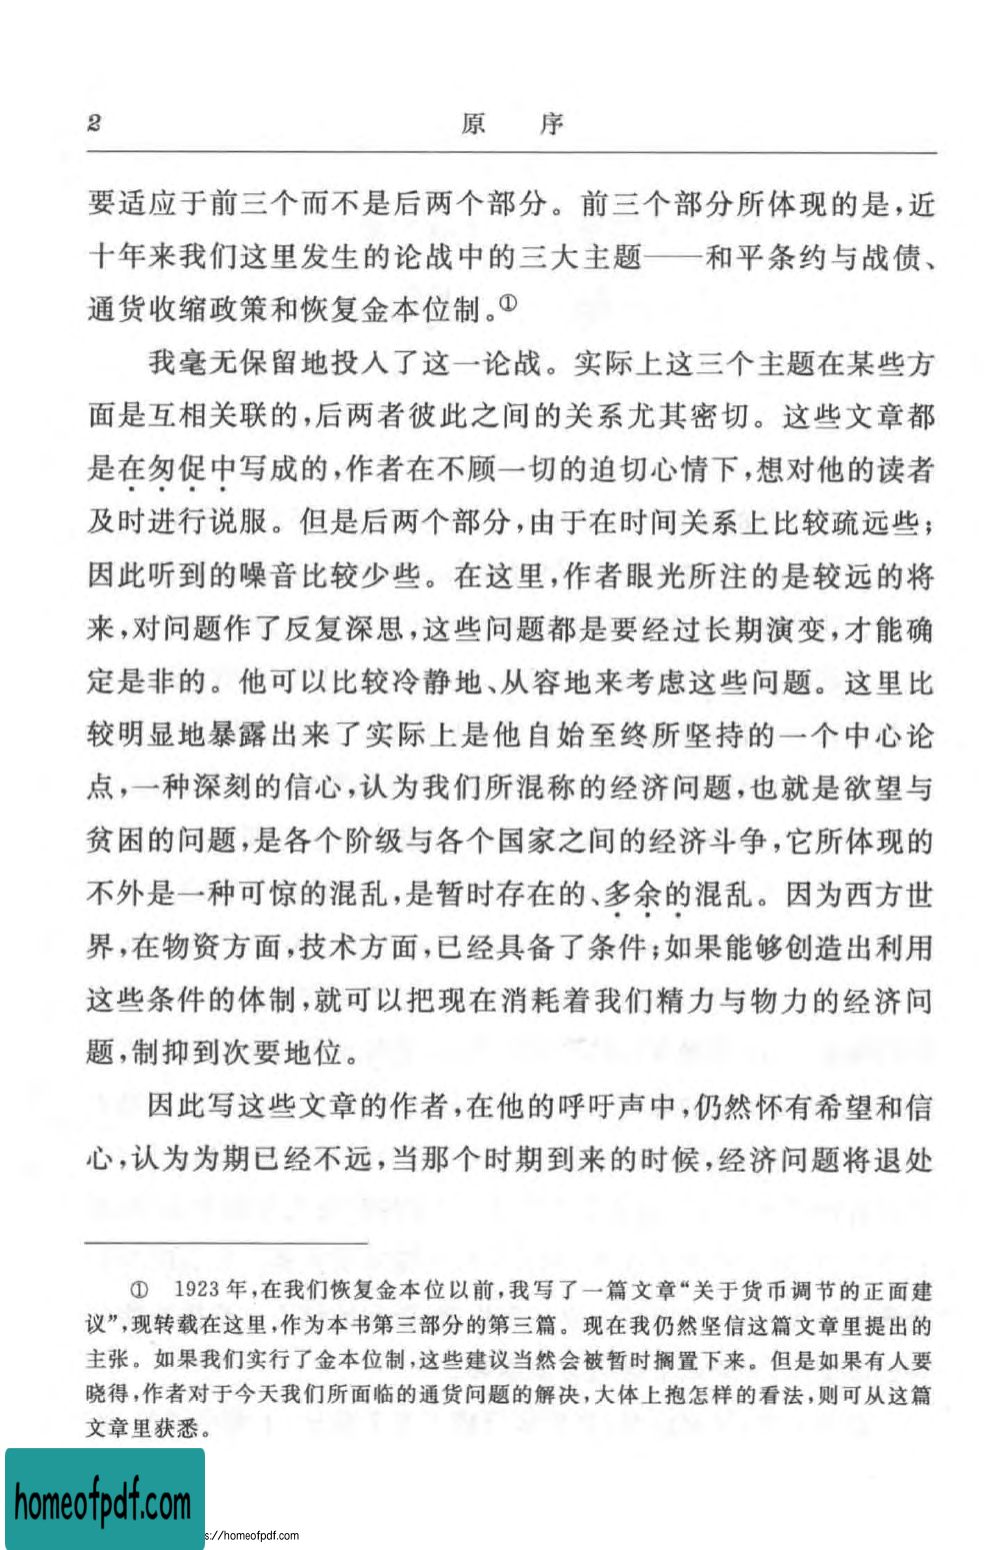 2 原 序
要适应于前三个而不是后两个部分。前三个部分所体现的是,近
十年来我们这里发生的论战中的三大主题——和平条约与战债、
通货收缩政策和恢复金本位制。①
我毫无保留地投入了这一论战。实际上这三个主题在某些方
面是互相关联的,后两者彼此之间的关系尤其密切。这些文章都
是在匆促中写成的,作者在不顾一切的迫切心情下,想对他的读者
及时进行说服。但是后两个部分,由于在时间关系上比较疏远些;
因此听到的噪音比较少些。在这里,作者眼光所注的是较远的将
来,对问题作了反复深思,这些问题都是要经过长期演变,才能确
定是非的。他可以比较冷静地、从容地来考虑这些问题。这里比
较明显地暴露出来了实际上是他自始至终所坚持的一个中心论
点,一种深刻的信心,认为我们所混称的经济问题,也就是欲望与
贫困的问题,是各个阶级与各个国家之间的经济斗争,它所体现的
不外是一种可惊的混乱,是暂时存在的、多余的混乱。因为西方世
界,在物资方面,技术方面,已经具备了条件;如果能够创造出利用
这些条件的体制,就可以把现在消耗着我们精力与物力的经济问
题,制抑到次要地位。
因此写这些文章的作者,在他的呼吁声中,仍然怀有希望和信
心,认为为期已经不远,当那个时期到来的时候,经济问题将退处
① 1923年,在我们恢复金本位以前,我写了一篇文章“关于货币调节的正面建
议”,现转载在这里,作为本书第三部分的第三篇。现在我仍然坚信这篇文章里提出的
主张。如果我们实行了金本位制,这些建议当然会被暂时搁置下来。但是如果有人要
晓得,作者对于今天我们所面临的通货问题的解决,大体上抱怎样的看法,则可从这篇
文章里获悉。
homeofpdf.com
s://homeofpdf.com